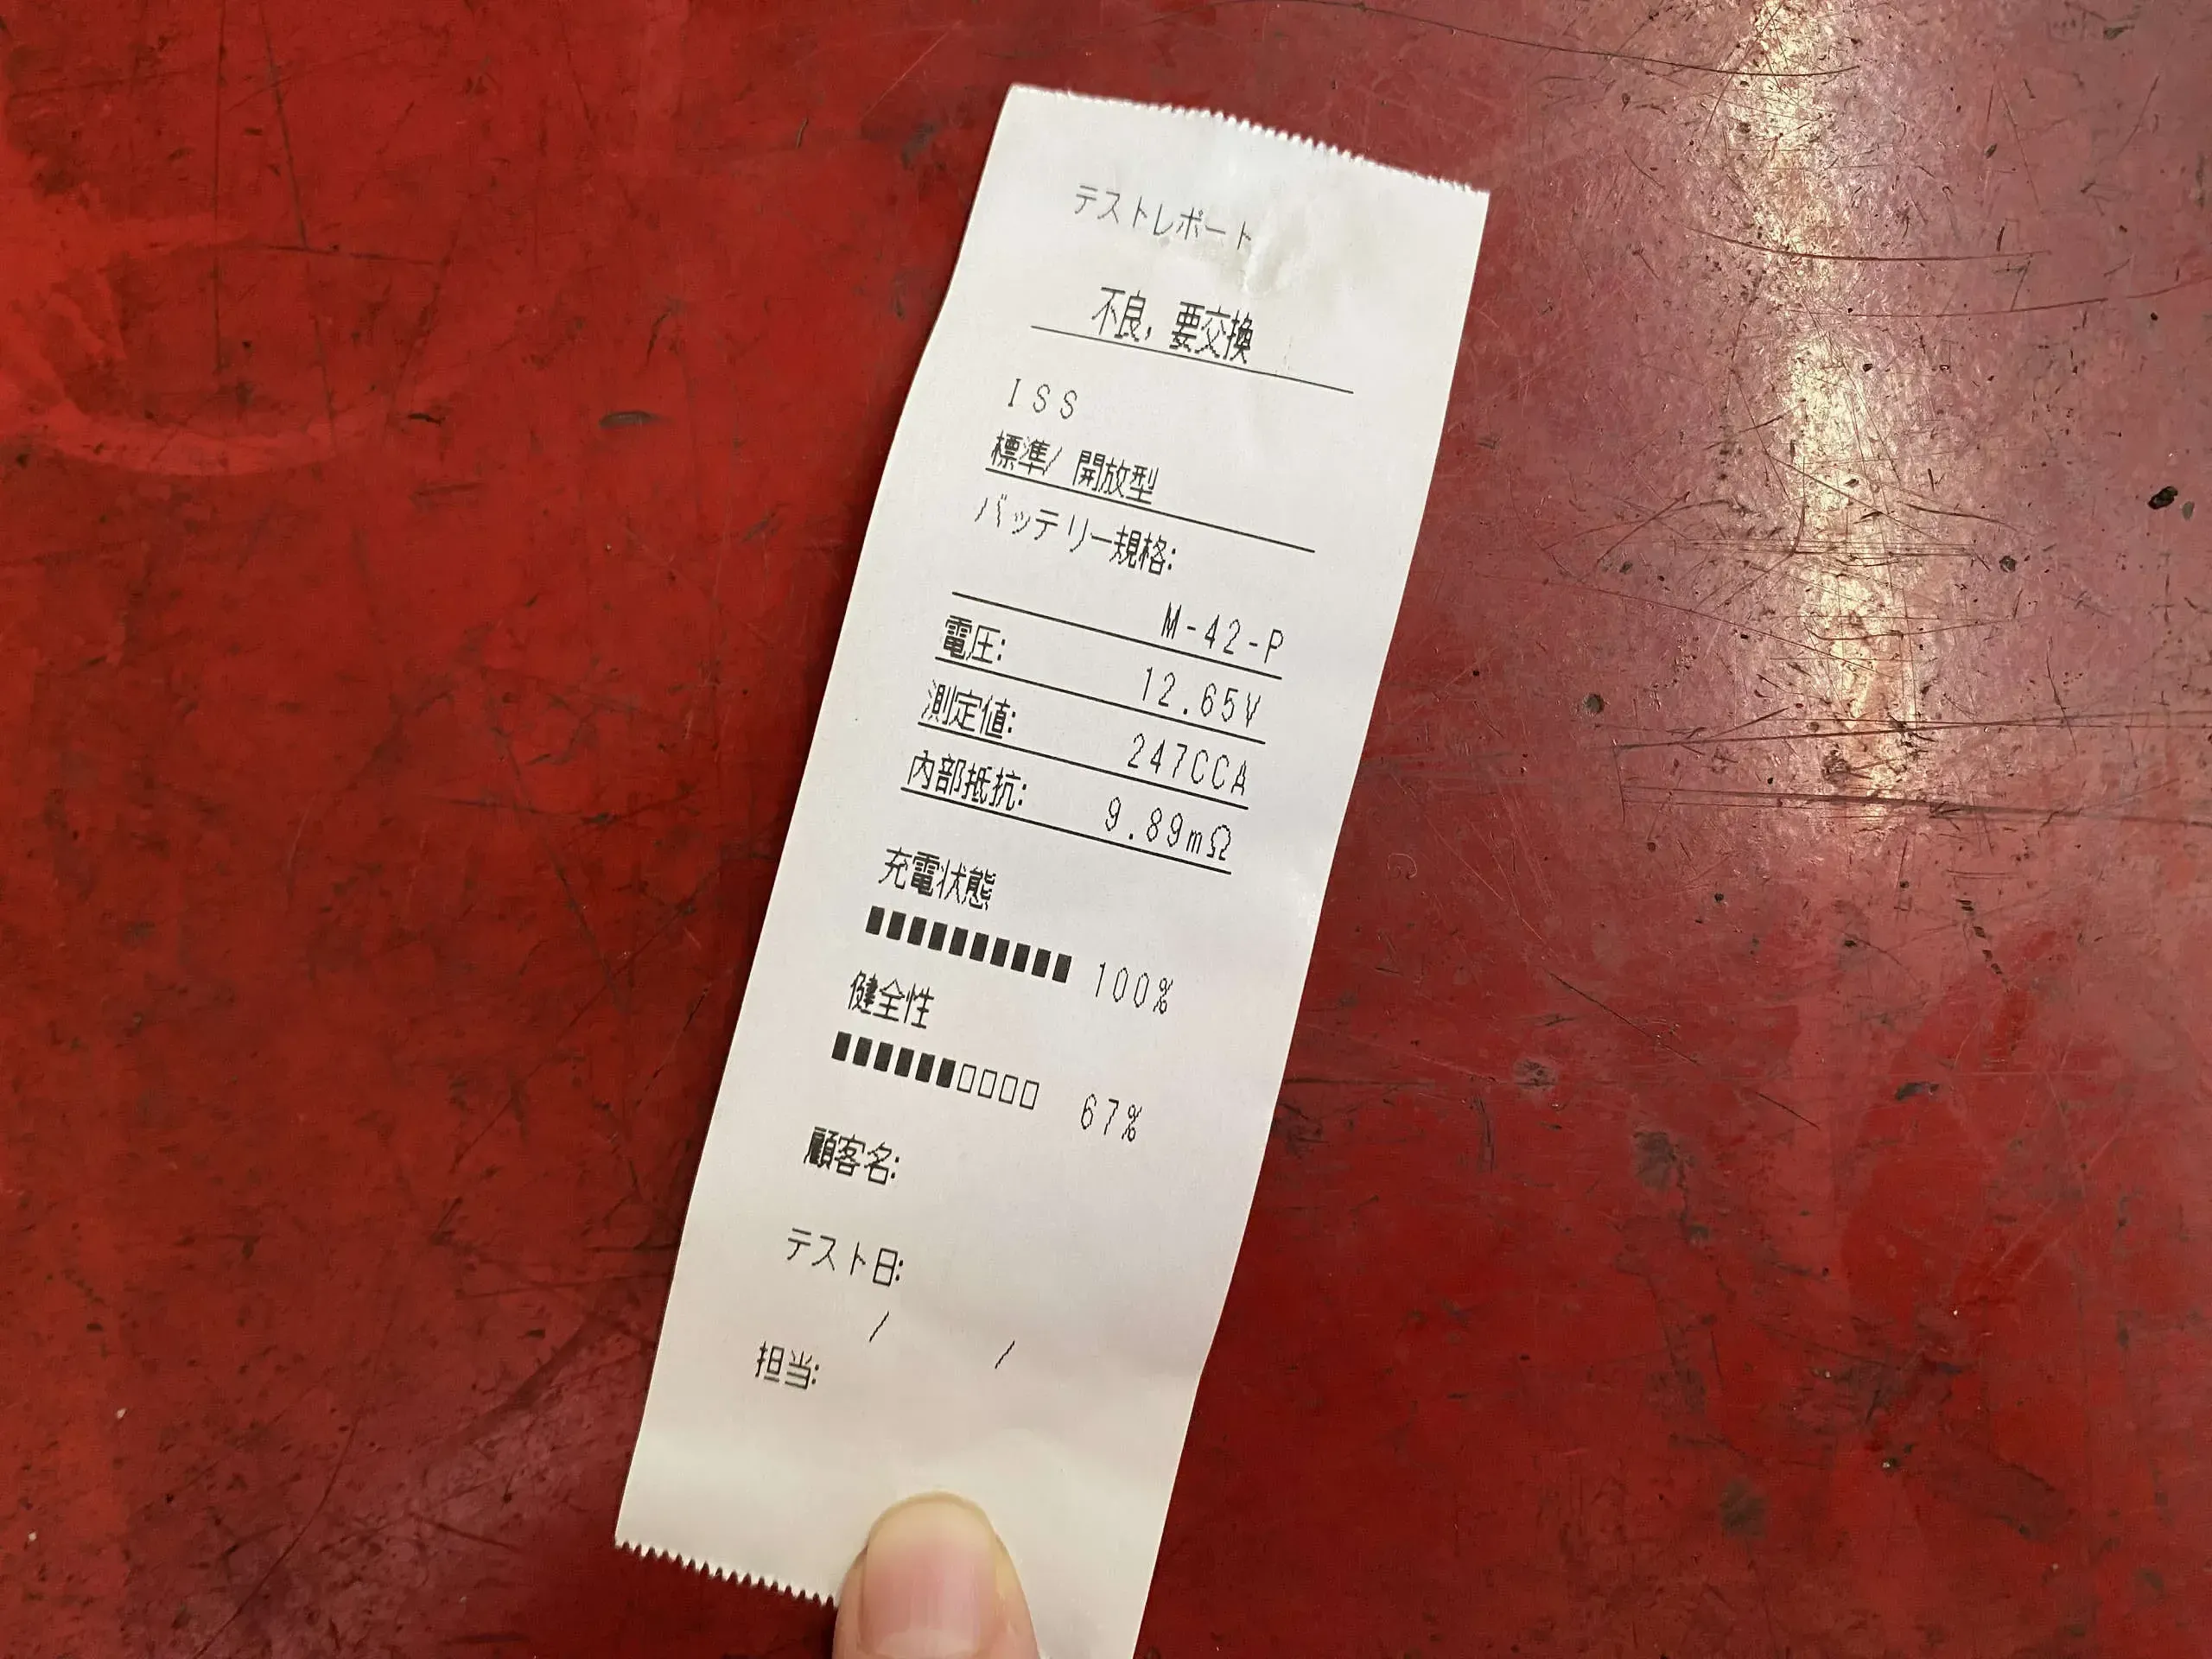 テストレポート
不良, 要交換
ISS
標準/ 開放型
バッテリー規格:
M-42-P
電圧: 12.65V
測定値: 247CCA
内部抵抗: 9.89mΩ
充電状態
100%
健全性
67%
顧客名:
テスト日:
/ /
担当: